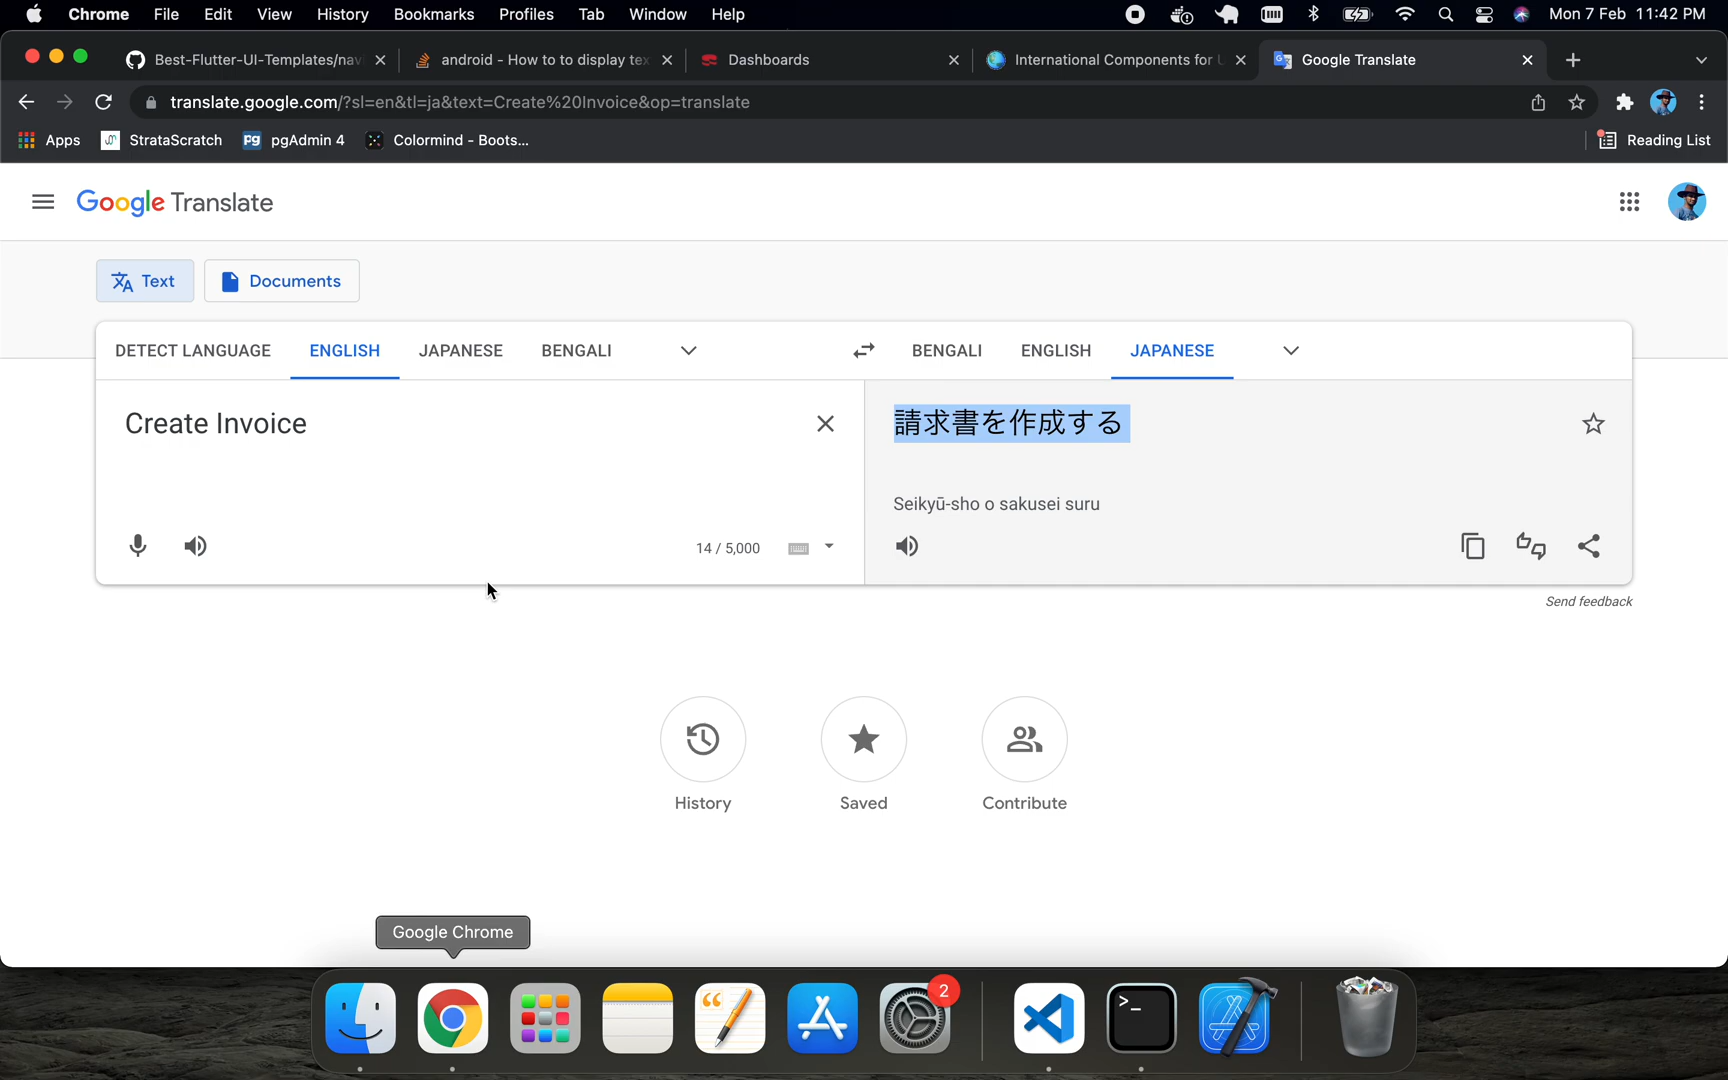 Chrome File Edit View History Bookmarks Profiles Tab Window Help Mon 7 Feb 11:42 PM
Best-Flutter-UI-Templates/nav android - How to to display tex Dashboards International Components for U Google Translate
translate.google.com/?sl=en&tl=ja&text=Create%20Invoice&op=translate
Apps StrataScratch pgAdmin 4 Colormind - Boots... Reading List
Google Translate
Text Documents
DETECT LANGUAGE ENGLISH JAPANESE BENGALI BENGALI ENGLISH JAPANESE
Create Invoice 請求書を作成する
Seikyū-sho o sakusei suru
14 / 5,000
Send feedback
History Saved Contribute
Google Chrome
2